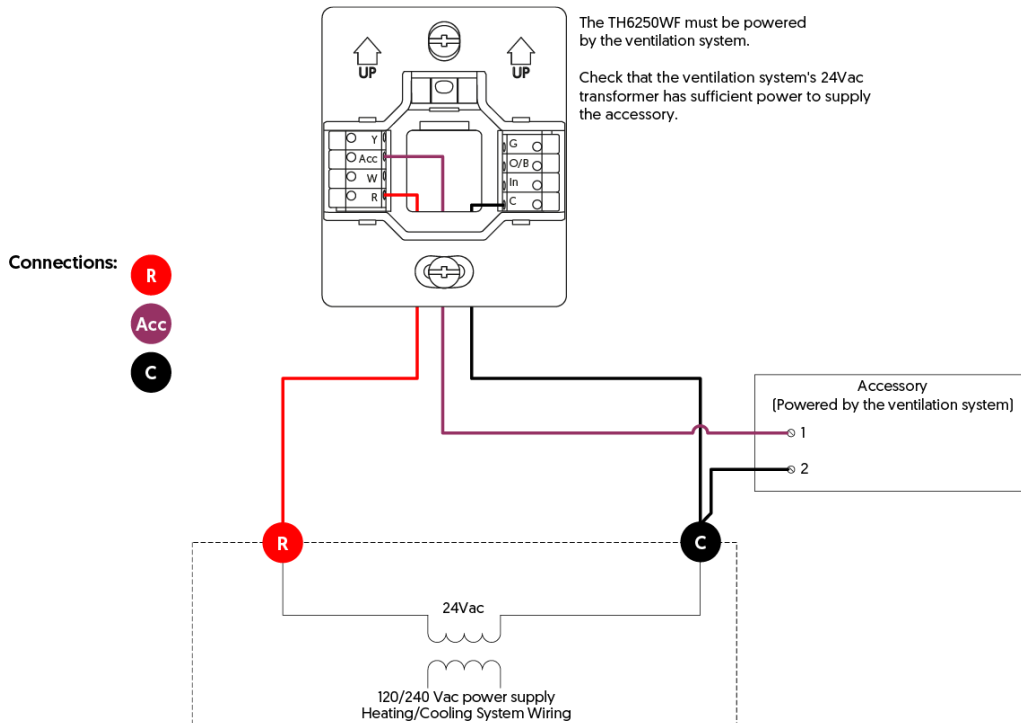 The TH6250WF must be powered
by the ventilation system.
Check that the ventilation system's 24Vac
transformer has sufficient power to supply
the accessory.
UP
UP
Y
Acc
W
R
G
O/B
In
C
Connections:
R
Acc
C
Accessory
(Powered by the ventilation system)
1
2
R
C
24Vac
120/240 Vac power supply
Heating/Cooling System Wiring